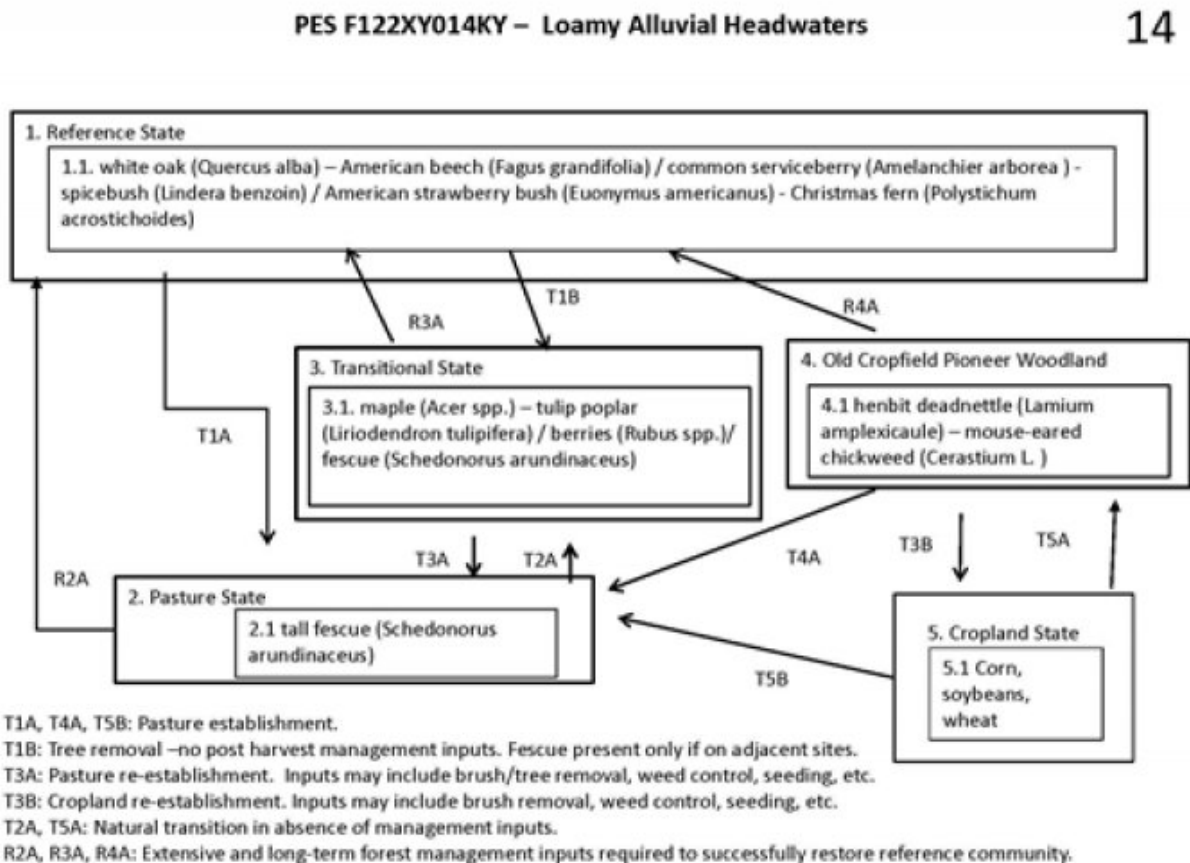 PES F122XY014KY – Loamy Alluvial Headwaters
14
1. Reference State
1.1. white oak (Quercus alba) – American beech (Fagus grandifolia) / common serviceberry (Amelanchier arborea ) -
spicebush (Lindera benzoin) / American strawberry bush (Euonymus americanus) - Christmas fern (Polystichum
acrostichoides)
T1B
R3A
R4A
3. Transitional State
3.1. maple (Acer spp.) – tulip poplar
(Liriodendron tulipifera) / berries (Rubus spp.)/
fescue (Schedonorus arundinaceus)
4. Old Cropfield Pioneer Woodland
4.1 henbit deadnettle (Lamium
amplexicaule) – mouse-eared
chickweed (Cerastium L. )
T1A
T3A
T2A
T4A
T3B
T5A
R2A
2. Pasture State
2.1 tall fescue (Schedonorus
arundinaceus)
T5B
5. Cropland State
5.1 Corn,
soybeans,
wheat
T1A, T4A, T5B: Pasture establishment.
T1B: Tree removal –no post harvest management inputs. Fescue present only if on adjacent sites.
T3A: Pasture re-establishment. Inputs may include brush/tree removal, weed control, seeding, etc.
T3B: Cropland re-establishment. Inputs may include brush removal, weed control, seeding, etc.
T2A, T5A: Natural transition in absence of management inputs.
R2A, R3A, R4A: Extensive and long-term forest management inputs required to successfully restore reference community.